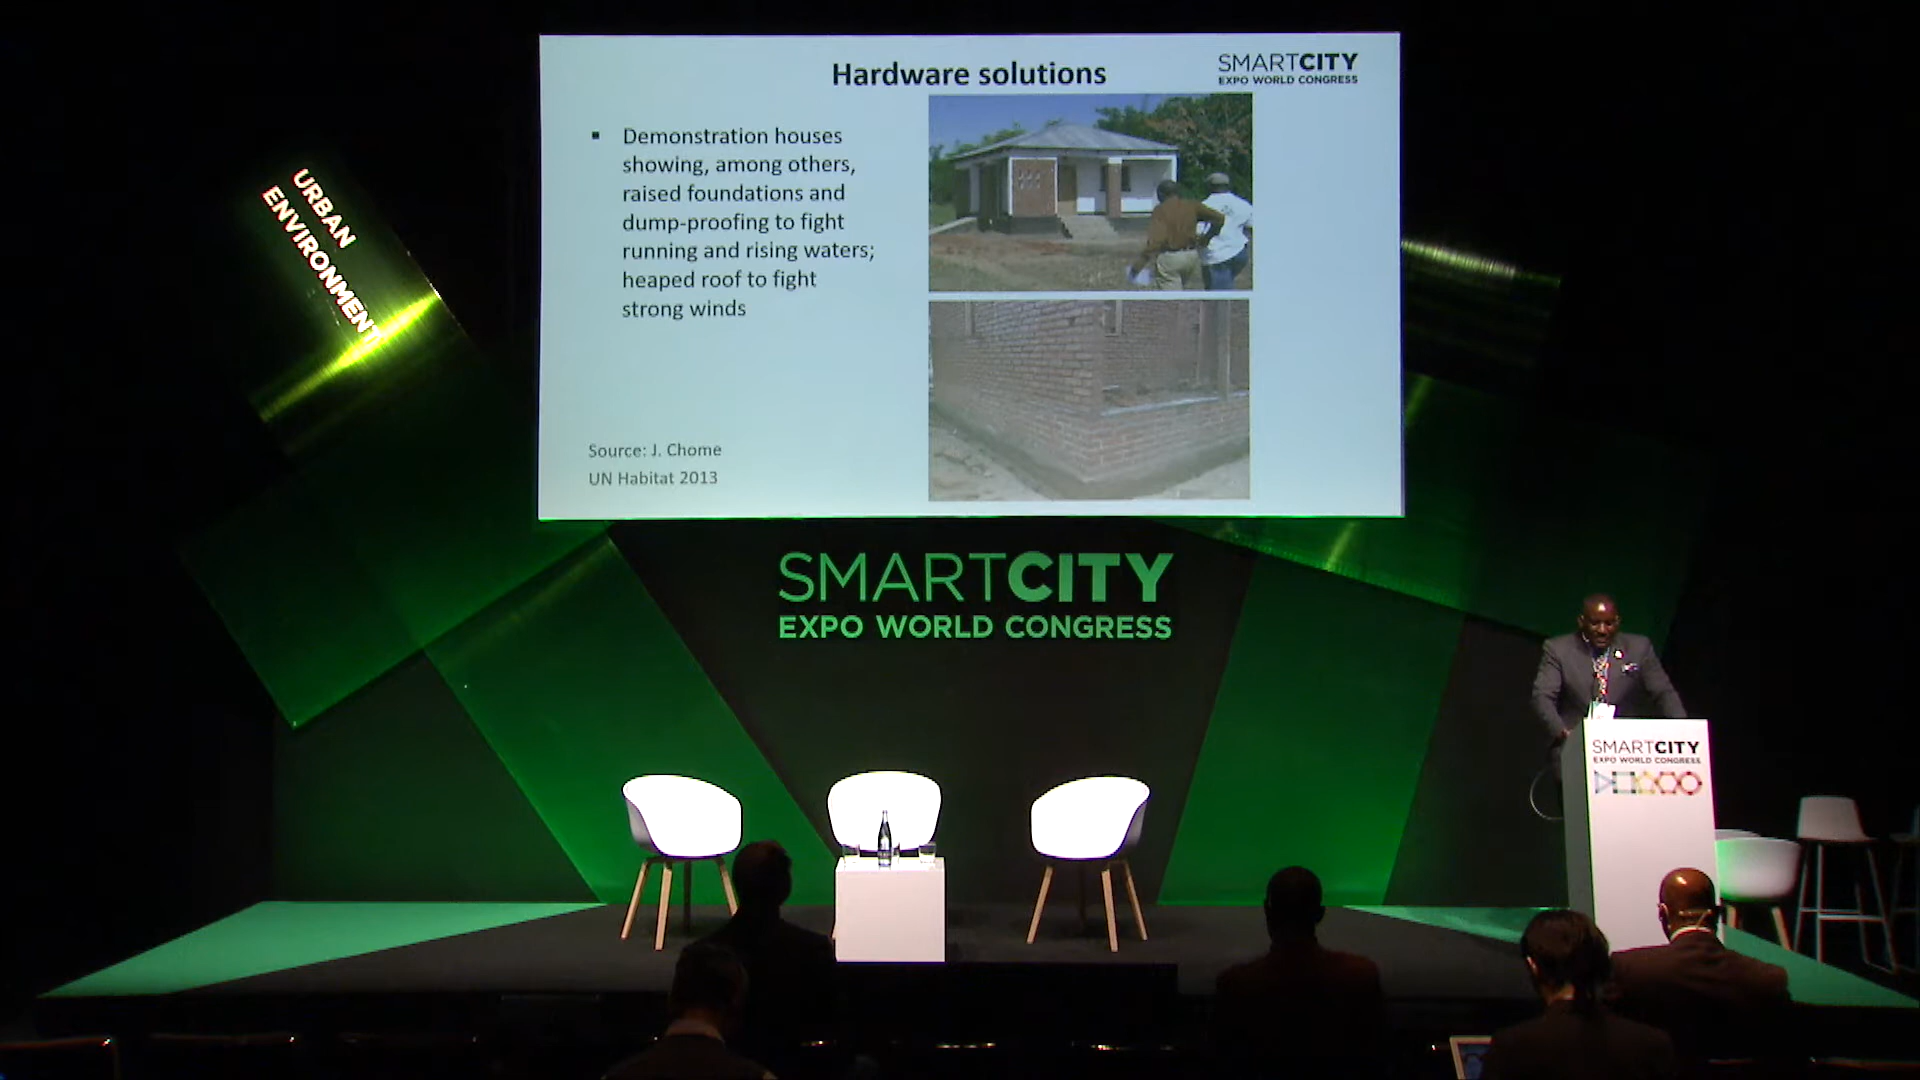 Hardware solutions
SMARTCITY
EXPO WORLD CONGRESS
▪ Demonstration houses
showing, among others,
raised foundations and
dump-proofing to fight
running and rising waters;
heaped roof to fight
strong winds
Source: J. Chome
UN Habitat 2013
URBAN
ENVIRONMENT
SMARTCITY
EXPO WORLD CONGRESS
SMARTCITY
EXPO WORLD CONGRESS